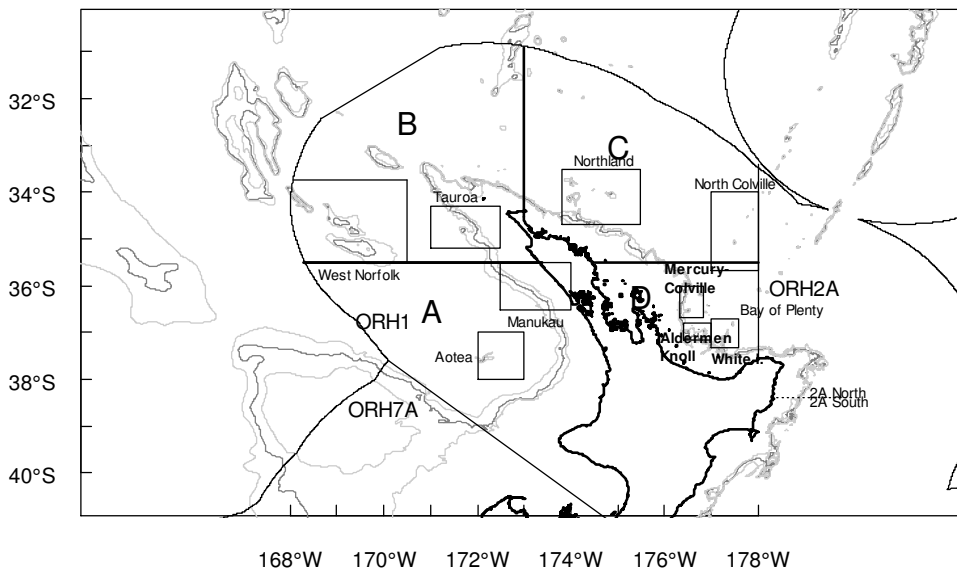 32°S
B
C
Northland
34°S
Tauroa
North Colville
West Norfolk
Mercury-
Colville
36°S
D
ORH2A
A
Bay of Plenty
ORH1
Manukau
Aldermen
Knoll
Aotea
White I.
38°S
2A North
2A South
ORH7A
40°S
168°W 170°W 172°W 174°W 176°W 178°W